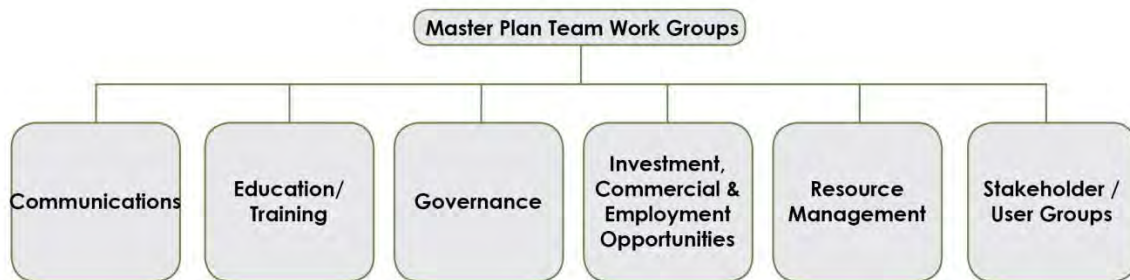 Master Plan Team Work Groups
Communications
Education/
Training
Governance
Investment,
Commercial &
Employment
Opportunities
Resource
Management
Stakeholder /
User Groups